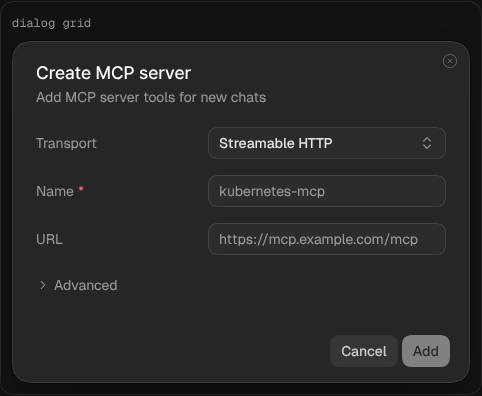 dialog grid
Create MCP server
Add MCP server tools for new chats
Transport
Streamable HTTP
Name *
kubernetes-mcp
URL
https://mcp.example.com/mcp
Advanced
Cancel
Add